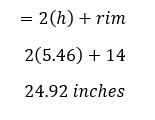 = 2(h) + rim
2(5.46) + 14
24.92 inches